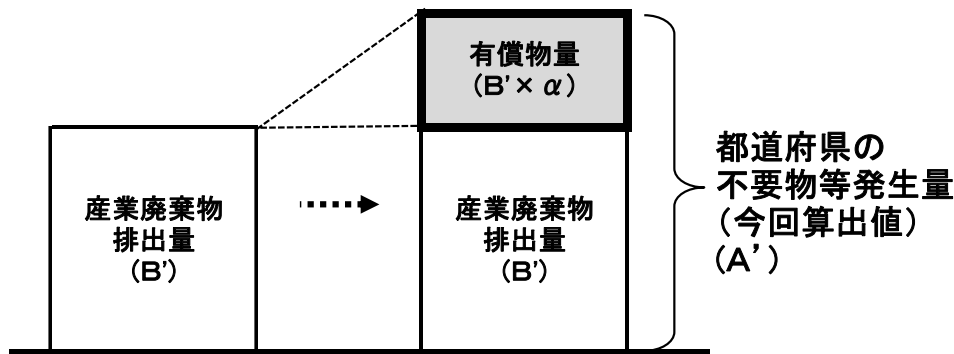 有償物量
(B'×α)
産業廃棄物
排出量
(B')
産業廃棄物
排出量
(B')
都道府県の
不要物等発生量
(今回算出値)
(A’)